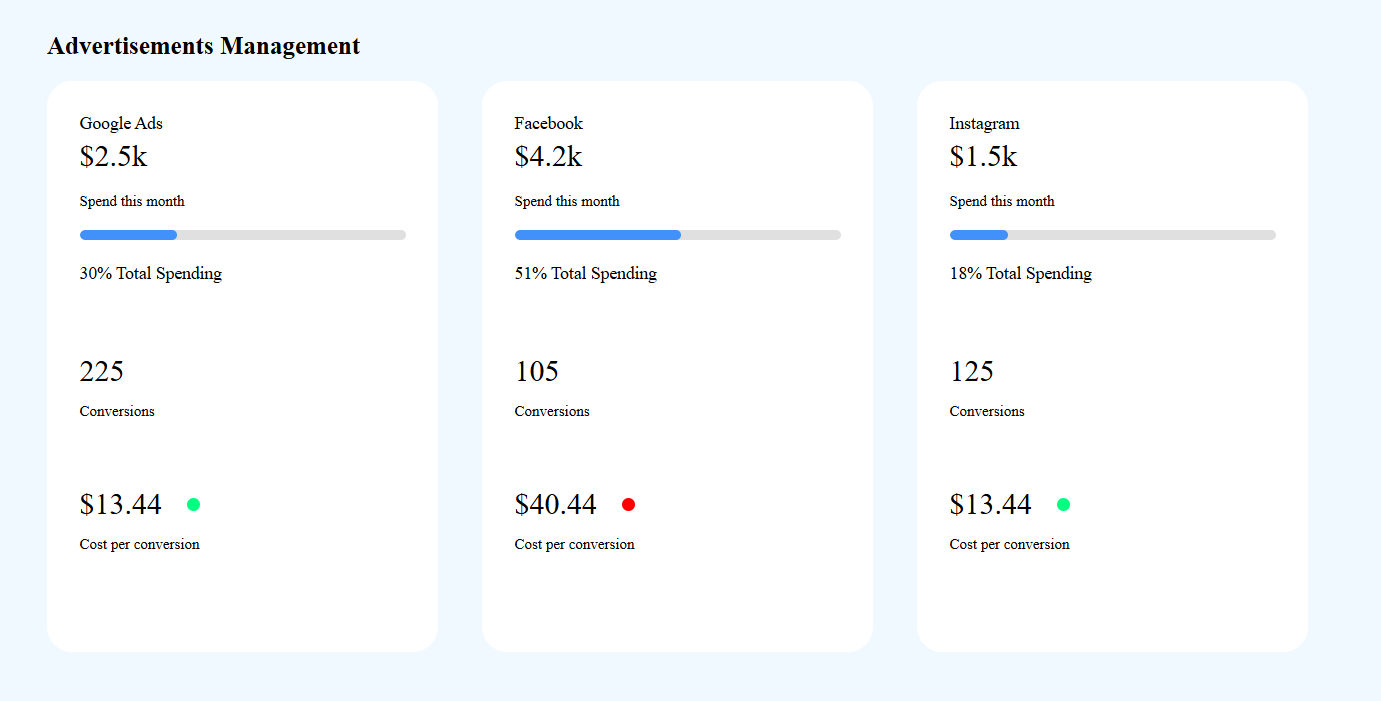 Advertisements Management
Google Ads
$2.5k
Spend this month
30% Total Spending
225
Conversions
$13.44
Cost per conversion
Facebook
$4.2k
Spend this month
51% Total Spending
105
Conversions
$40.44
Cost per conversion
Instagram
$1.5k
Spend this month
18% Total Spending
125
Conversions
$13.44
Cost per conversion